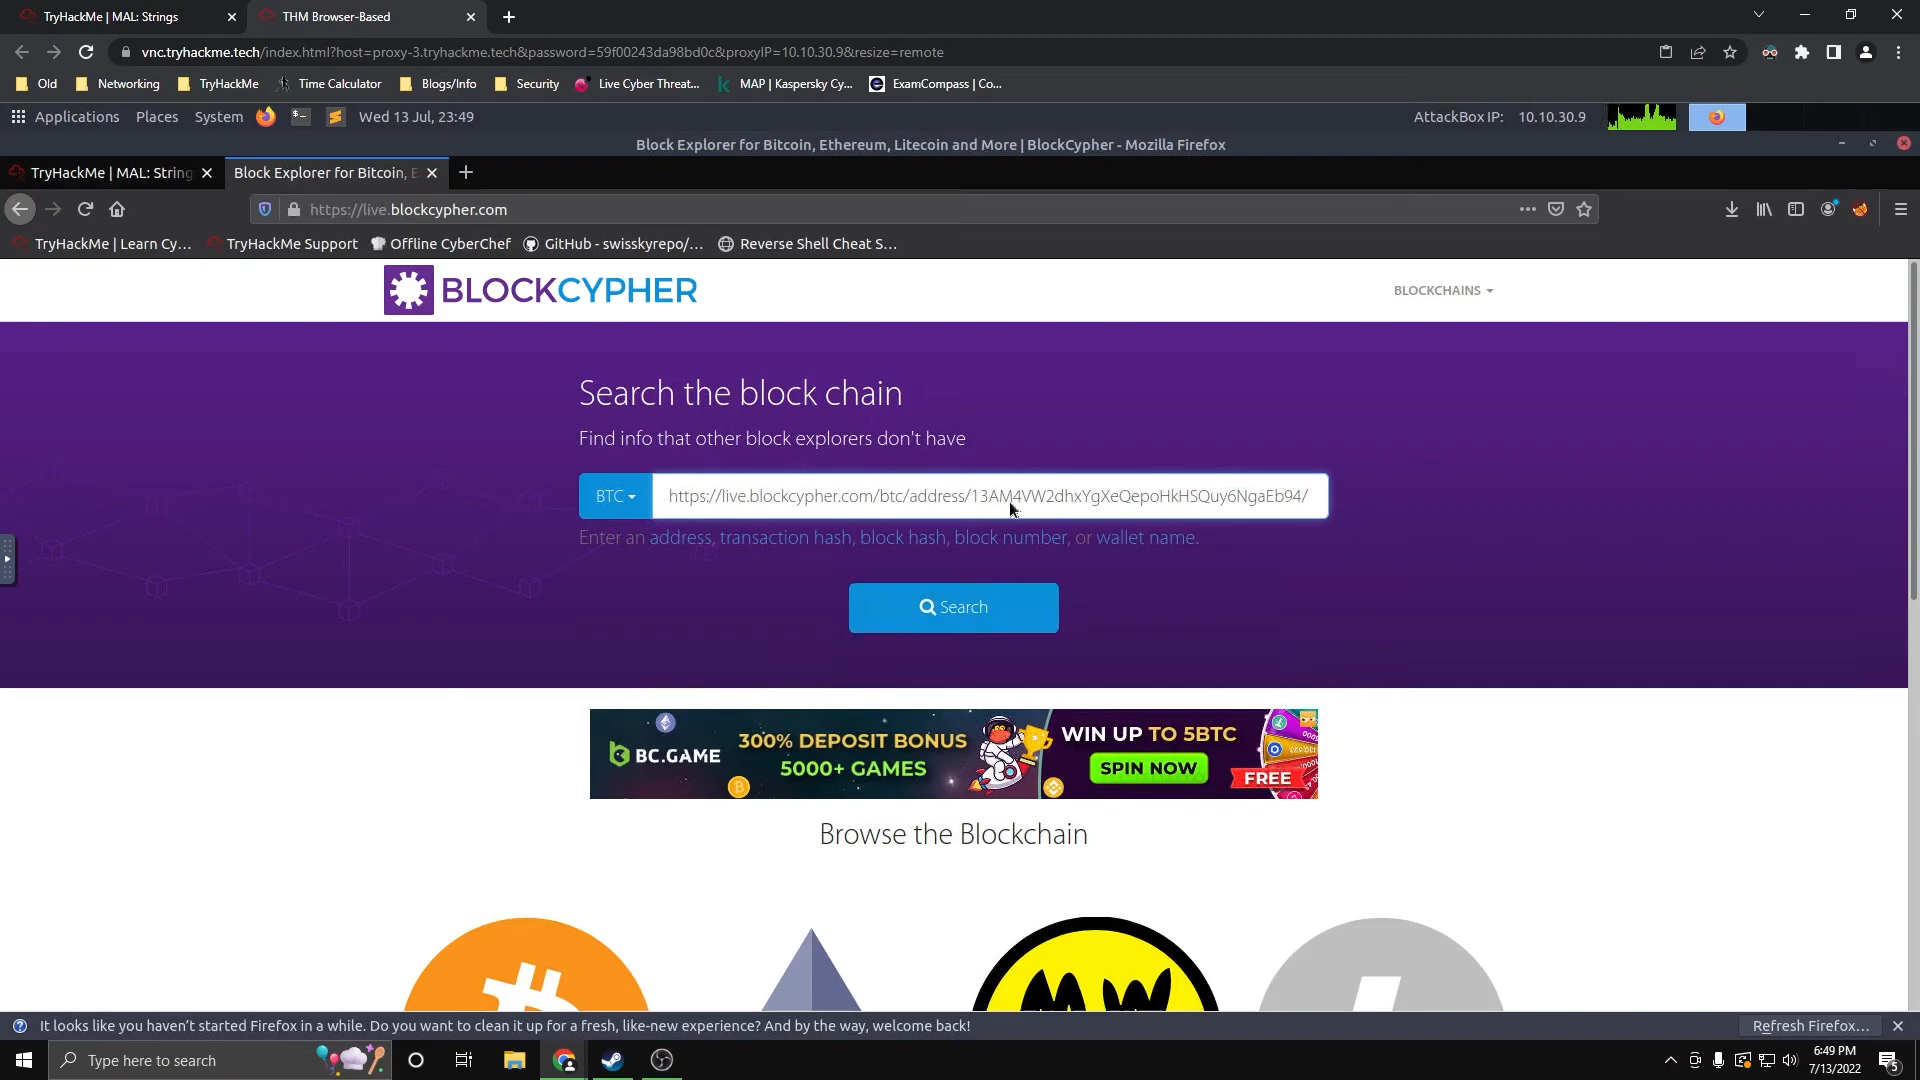 TryHackMe | MAL: Strings
THM Browser-Based
vnc.tryhackme.tech/index.html?host=proxy-3.tryhackme.tech&password=59f00243da98bd0c&proxyIP=10.10.30.9&resize=remote
Old
Networking
TryHackMe
Time Calculator
Blogs/Info
Security
Live Cyber Threat...
MAP | Kaspersky Cy...
ExamCompass | Co...
Applications Places System
Wed 13 Jul, 23:49
AttackBox IP: 10.10.30.9
Block Explorer for Bitcoin, Ethereum, Litecoin and More | BlockCypher - Mozilla Firefox
TryHackMe | MAL: String
Block Explorer for Bitcoin, E
https://live.blockcypher.com
TryHackMe | Learn Cy...
TryHackMe Support
Offline CyberChef
GitHub - swisskyrepo/...
Reverse Shell Cheat S...
BLOCKCYPHER
BLOCKCHAINS
Search the block chain
Find info that other block explorers don't have
BTC
https://live.blockcypher.com/btc/address/13AM4VW2dhxYgXeQepoHkHSQuy6NgaEb94/
Enter an address, transaction hash, block hash, block number, or wallet name.
Search
BC.GAME
300% DEPOSIT BONUS
5000+ GAMES
WIN UP TO 5BTC
SPIN NOW
FREE
Browse the Blockchain
It looks like you haven't started Firefox in a while. Do you want to clean it up for a fresh, like-new experience? And by the way, welcome back!
Refresh Firefox...
Type here to search
6:49 PM
7/13/2022
5